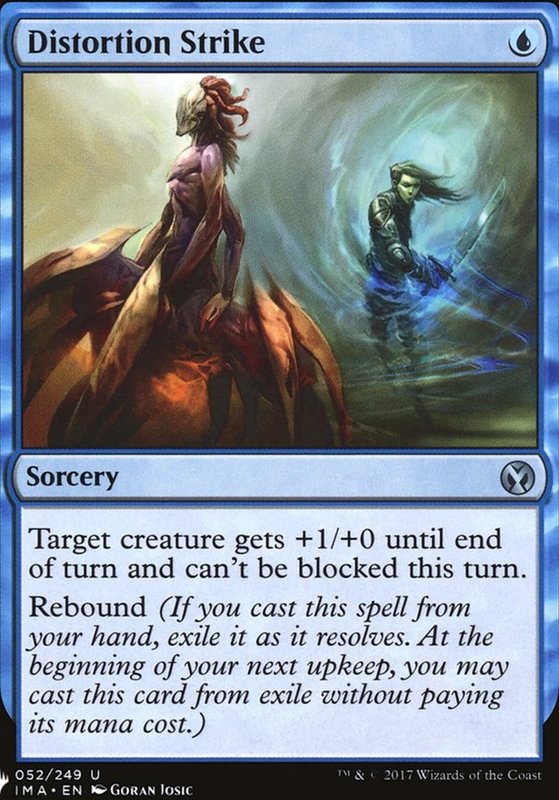 Distortion Strike
Sorcery
Target creature gets +1/+0 until end
of turn and can't be blocked this turn.
Rebound (If you cast this spell from
your hand, exile it as it resolves. At the
beginning of your next upkeep, you may
cast this card from exile without paying
its mana cost.)
052/249 U
IMA • EN Goran Josic
™ & © 2017 Wizards of the Coast